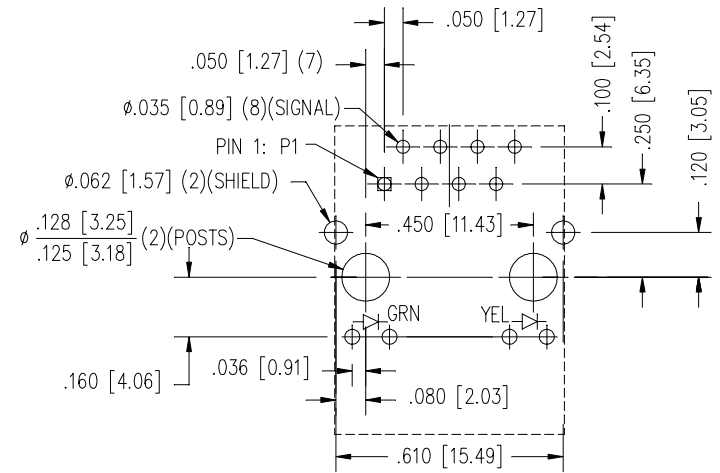 .050 [1.27]
.050 [1.27] (7)
ø.035 [0.89] (8)(SIGNAL)
PIN 1: P1
ø.062 [1.57] (2)(SHIELD)
ø .128 [3.25]
.125 [3.18] (2)(POSTS)
.100 [2.54]
.250 [6.35]
.120 [3.05]
.450 [11.43]
GRN
YEL
.036 [0.91]
.160 [4.06]
.080 [2.03]
.610 [15.49]